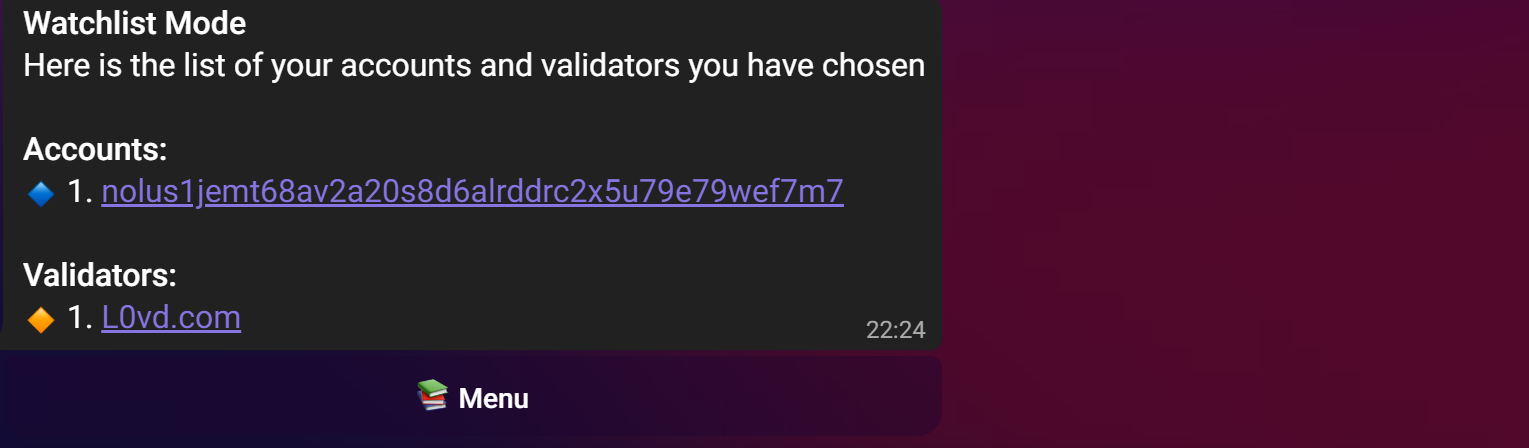 Watchlist Mode
Here is the list of your accounts and validators you have chosen
Accounts:
🔹 1. nolus1jemt68av2a20s8d6alrddrc2x5u79e79wef7m7
Validators:
🔸 1. L0vd.com
22:24
📚 Menu